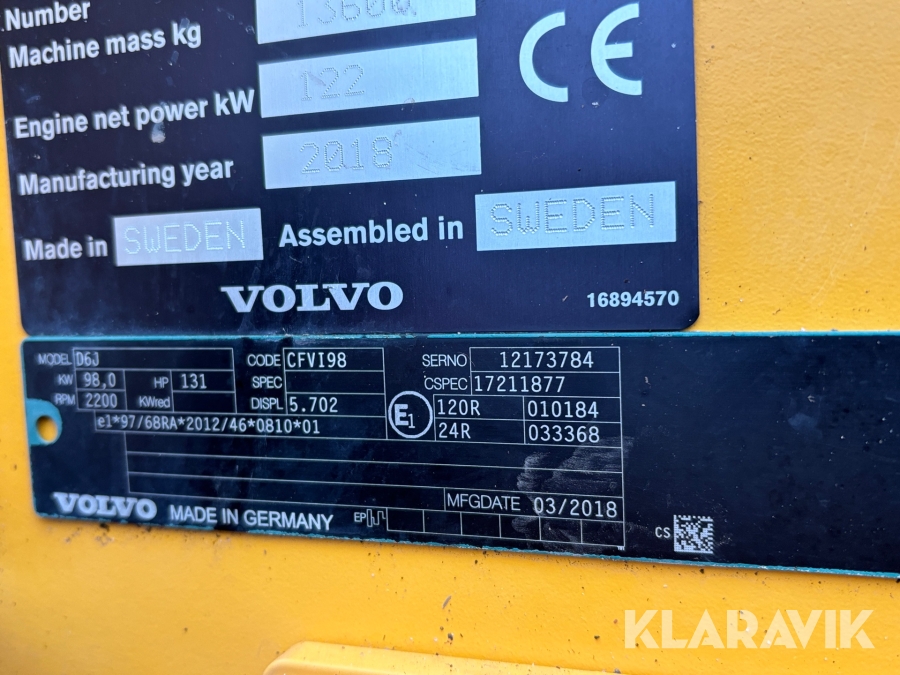 Number
Machine mass kg 13600
Engine net power kW 122
Manufacturing year 2018
Made in SWEDEN Assembled in SWEDEN
VOLVO 16894570
CE
MODEL D6J CODE CFVI98 SERNO 12173784
KW 98,0 HP 131 SPEC CSPEC 17211877
RPM 2200 KWred DISPL 5.702 E1 120R 010184
e1*97/68RA*2012/46*0810*01 24R 033368
MFGDATE 03/2018
VOLVO MADE IN GERMANY EP CS
KLARAVIK